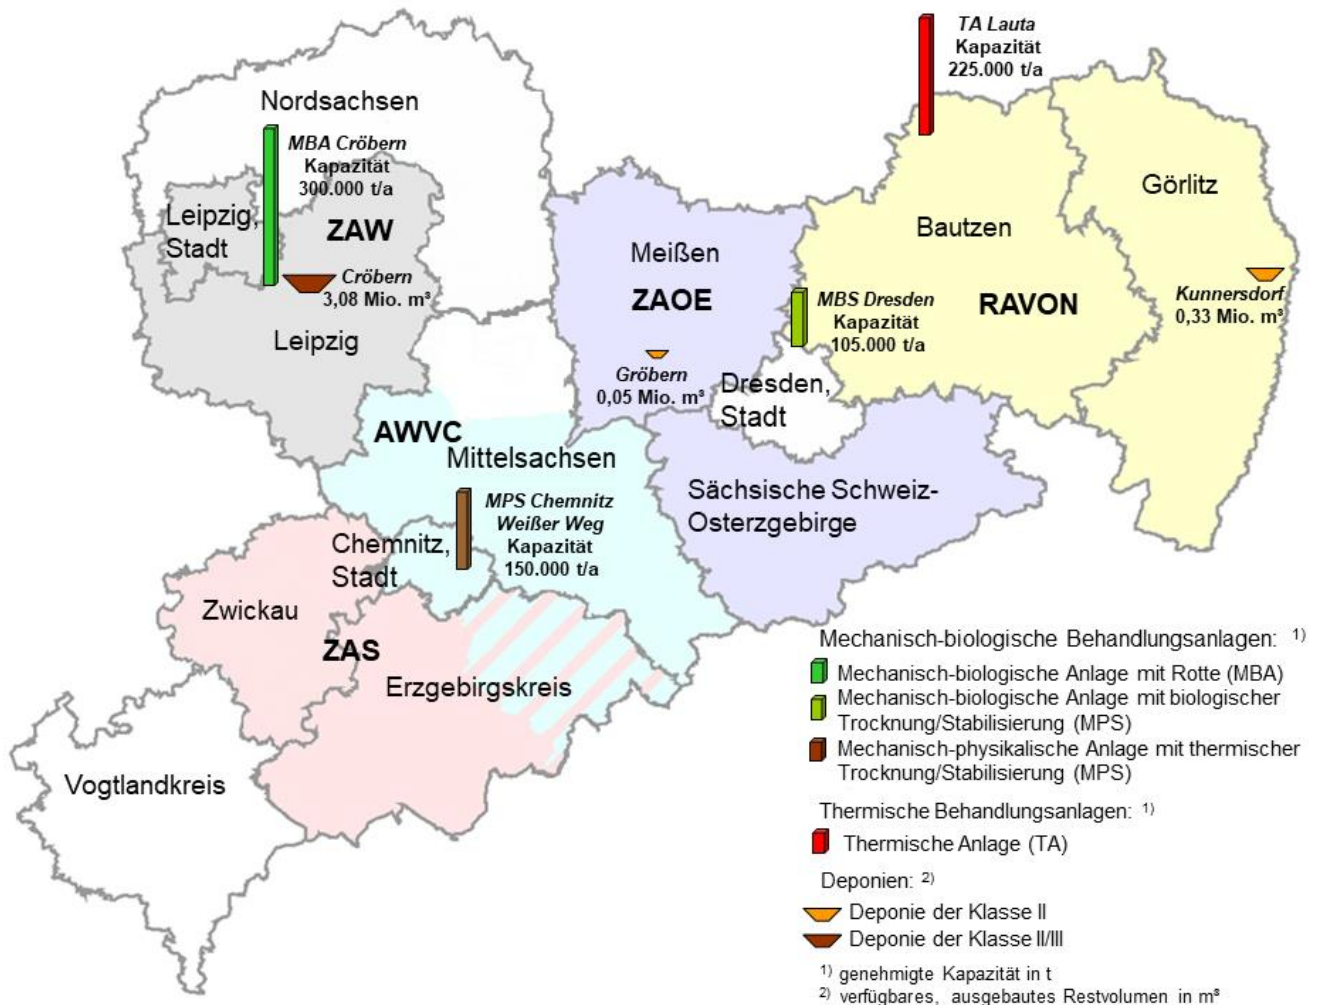 TA Lauta
Kapazität
225.000 t/a
Nordsachsen
MBA Cröbern
Kapazität
300.000 t/a
Leipzig,
Stadt
ZAW
Cröbern
3,08 Mio. m³
Leipzig
Meißen
ZAOE
Gröbern
0,05 Mio. m³
MBS Dresden
Kapazität
105.000 t/a
Dresden,
Stadt
Bautzen
RAVON
Görlitz
Kunnersdorf
0,33 Mio. m³
AWVC
Mittelsachsen
MPS Chemnitz
Weißer Weg
Kapazität
150.000 t/a
Chemnitz,
Stadt
Sächsische Schweiz-
Osterzgebirge
Zwickau
ZAS
Erzgebirgskreis
Vogtlandkreis
Mechanisch-biologische Behandlungsanlagen: 1)
Mechanisch-biologische Anlage mit Rotte (MBA)
Mechanisch-biologische Anlage mit biologischer
Trocknung/Stabilisierung (MPS)
Mechanisch-physikalische Anlage mit thermischer
Trocknung/Stabilisierung (MPS)
Thermische Behandlungsanlagen: 1)
Thermische Anlage (TA)
Deponien: 2)
Deponie der Klasse II
Deponie der Klasse II/III
1) genehmigte Kapazität in t
2) verfügbares, ausgebautes Restvolumen in m³